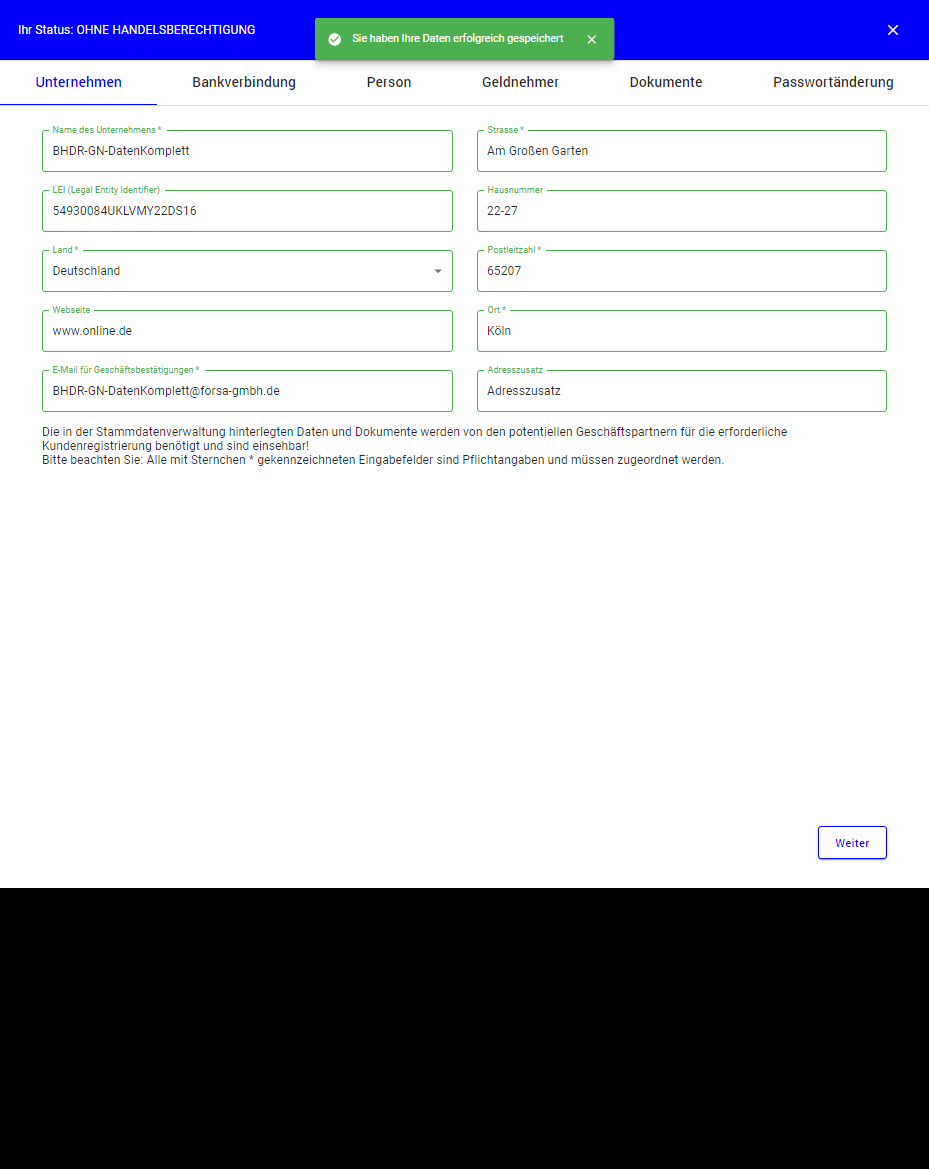 Ihr Status: OHNE HANDELSBERECHTIGUNG
Sie haben Ihre Daten erfolgreich gespeichert
Unternehmen
Bankverbindung
Person
Geldnehmer
Dokumente
Passwortänderung
Name des Unternehmens *
BHDR-GN-DatenKomplett
Strasse *
Am Großen Garten
LEI (Legal Entity Identifier)
54930084UKLVMY22DS16
Hausnummer
22-27
Land *
Deutschland
Postleitzahl *
65207
Webseite
www.online.de
Ort *
Köln
E-Mail für Geschäftsbestätigungen *
BHDR-GN-DatenKomplett@forsa-gmbh.de
Adresszusatz
Adresszusatz
Die in der Stammdatenverwaltung hinterlegten Daten und Dokumente werden von den potentiellen Geschäftspartnern für die erforderliche
Kundenregistrierung benötigt und sind einsehbar!
Bitte beachten Sie: Alle mit Sternchen * gekennzeichneten Eingabefelder sind Pflichtangaben und müssen zugeordnet werden.
Weiter